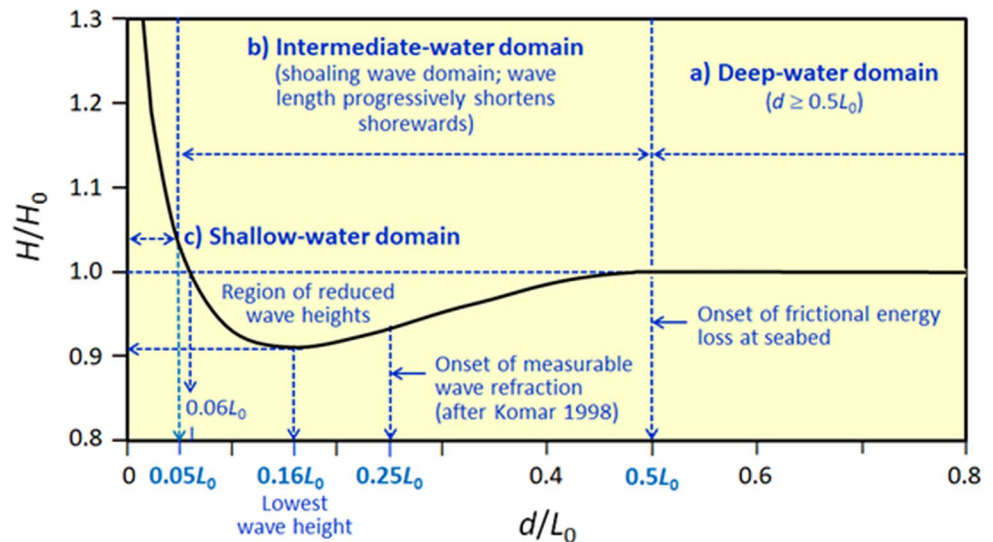 1.3
b) Intermediate-water domain
(shoaling wave domain; wave
length progressively shortens
shorewards)
a) Deep-water domain
(d ≥ 0.5L₀)
1.2
1.1
H/H₀
c) Shallow-water domain
1.0
Region of reduced
wave heights
Onset of frictional energy
loss at seabed
0.9
Onset of measurable
wave refraction
(after Komar 1998)
0.06L₀
0.8
0 0.05L₀ 0.16L₀ 0.25L₀ 0.4 0.5L₀ 0.6 0.8
Lowest
wave height
d/L₀